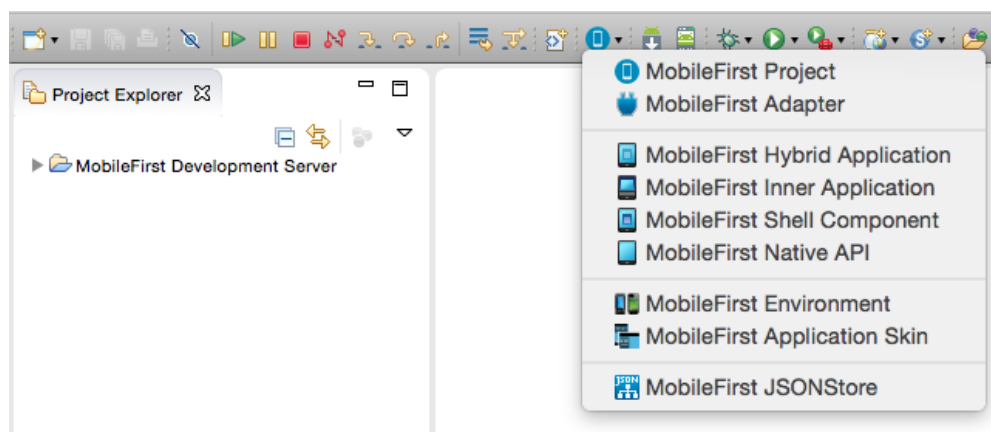 MobileFirst Project
Project Explorer
MobileFirst Adapter
MobileFirst Development Server
MobileFirst Hybrid Application
MobileFirst Inner Application
MobileFirst Shell Component
MobileFirst Native API
MobileFirst Environment
MobileFirst Application Skin
JSON
MobileFirst JSONStore